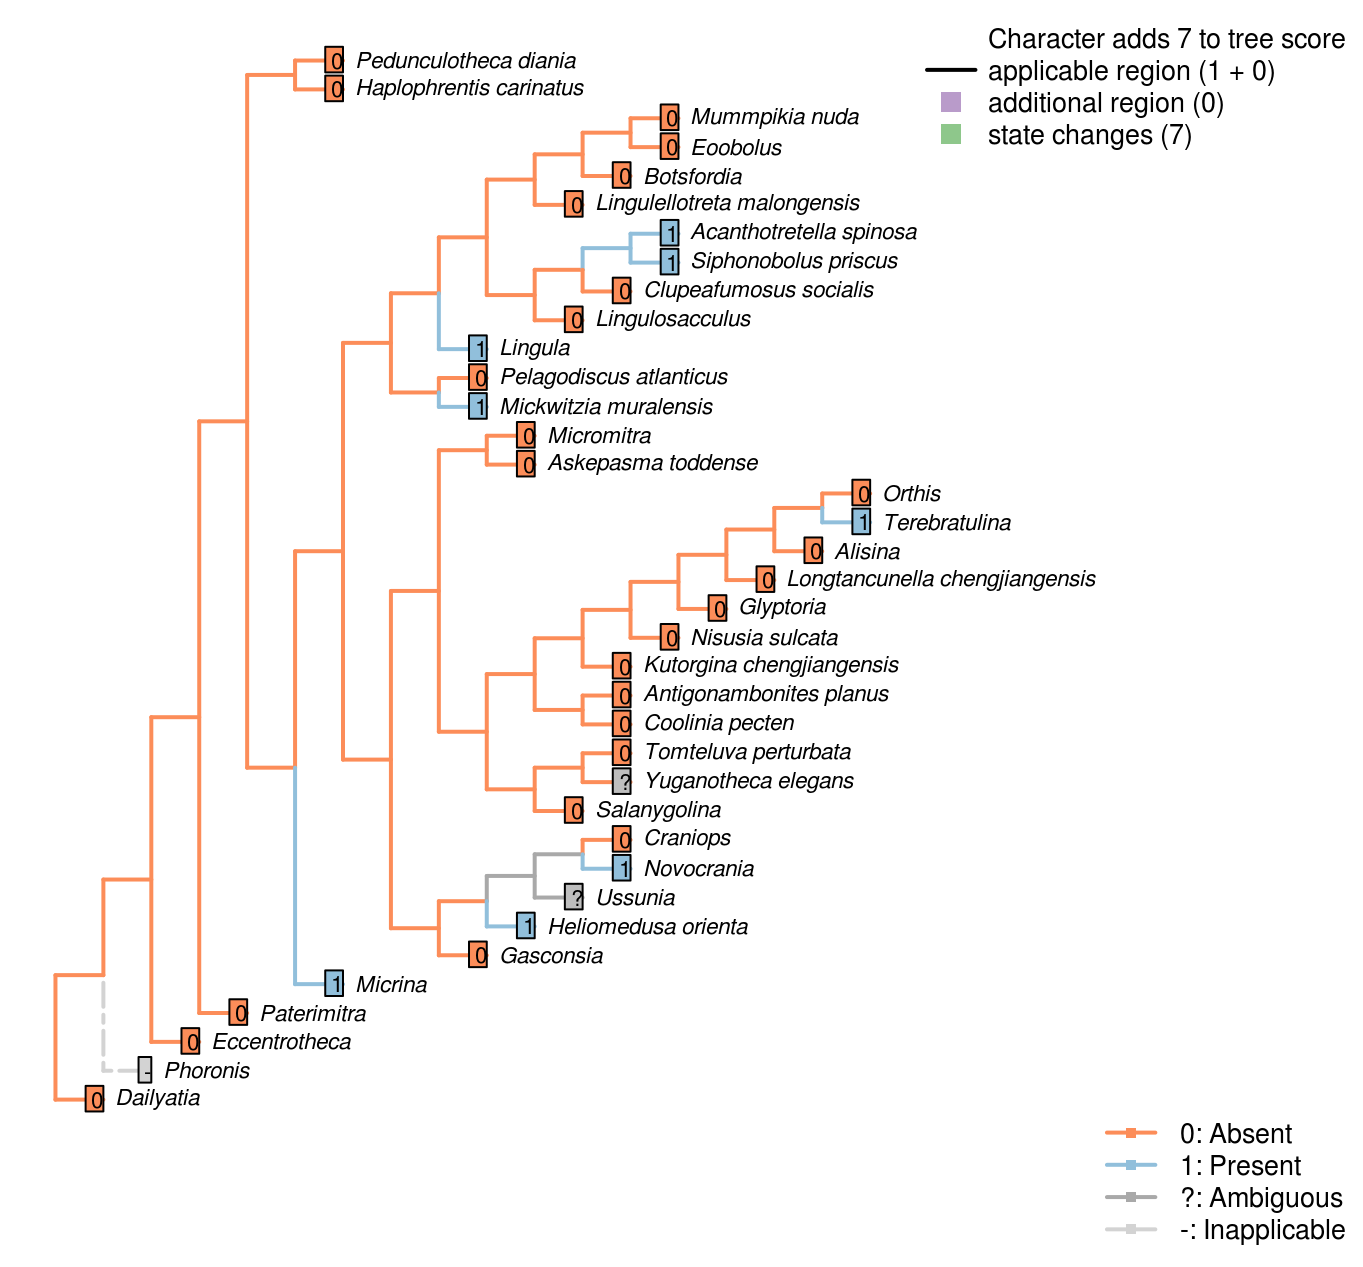 Character adds 7 to tree score
applicable region (1 + 0)
additional region (0)
state changes (7)
0 Pedunculotheca diania
0 Haplophrentis carinatus
0 Mummpikia nuda
0 Eoobolus
0 Botsfordia
0 Lingulellotreta malongensis
1 Acanthotretella spinosa
1 Siphonobolus priscus
0 Clupeafumosus socialis
0 Lingulosacculus
1 Lingula
0 Pelagodiscus atlanticus
1 Mickwitzia muralensis
0 Micromitra
0 Askepasma toddense
0 Orthis
1 Terebratulina
0 Alisina
0 Longtancunella chengjiangensis
0 Glyptoria
0 Nisusia sulcata
0 Kutorgina chengjiangensis
0 Antigonambonites planus
0 Coolinia pecten
0 Tomteluva perturbata
? Yuganotheca elegans
0 Salanygolina
0 Craniops
1 Novocrania
? Ussunia
1 Heliomedusa orienta
0 Gasconsia
1 Micrina
0 Paterimitra
0 Eccentrotheca
- Phoronis
0 Dailyatia
0: Absent
1: Present
?: Ambiguous
-: Inapplicable